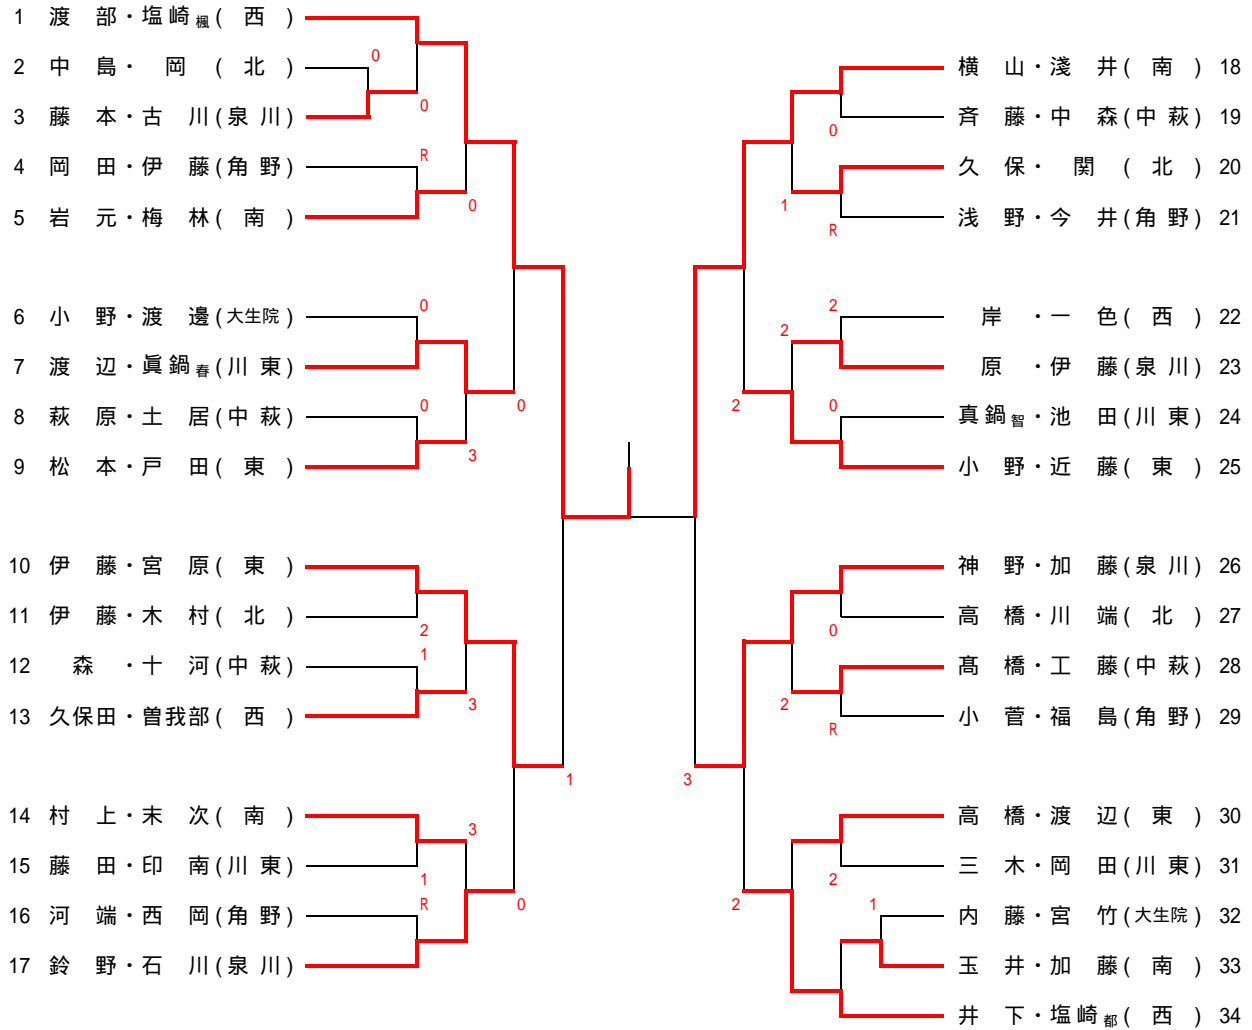 1 渡 部・塩崎楓(西)
2 中 島・岡(北)
3 藤 本・古 川(泉川)
4 岡 田・伊 藤(角野)
5 岩 元・梅 林(南)
6 小 野・渡 邊(大生院)
7 渡 辺・眞鍋春(川東)
8 萩 原・土 居(中萩)
9 松 本・戸 田(東)
10 伊 藤・宮 原(東)
11 伊 藤・木 村(北)
12 森・十 河(中萩)
13 久保田・曽我部(西)
14 村 上・末 次(南)
15 藤 田・印 南(川東)
16 河 端・西 岡(角野)
17 鈴 野・石 川(泉川)
0
0
R
0
0
0
0
3
2
1
3
1
3
1
R
0
横 山・淺 井(南) 18
斉 藤・中 森(中萩) 19
久 保・関(北) 20
浅 野・今 井(角野) 21
岸・一 色(西) 22
原・伊 藤(泉川) 23
真鍋智・池 田(川東) 24
小 野・近 藤(東) 25
神 野・加 藤(泉川) 26
高 橋・川 端(北) 27
髙 橋・工 藤(中萩) 28
小 菅・福 島(角野) 29
高 橋・渡 辺(東) 30
三 木・岡 田(川東) 31
内 藤・宮 竹(大生院) 32
玉 井・加 藤(南) 33
井 下・塩崎都(西) 34
0
1
R
2
2
0
2
0
2
R
3
2
1
2